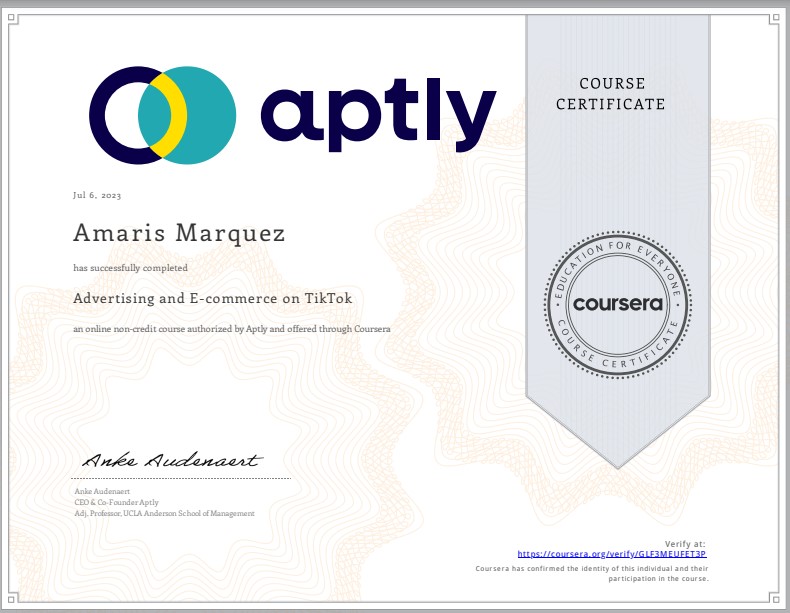 aptly
COURSE
CERTIFICATE
Jul 6, 2023
Amaris Marquez
has successfully completed
Advertising and E-commerce on TikTok
an online non-credit course authorized by Aptly and offered through Coursera
EDUCATION FOR EVERYONE
coursera
COURSE CERTIFICATE
Anke Audenaert
Anke Audenaert
CEO & Co-Founder Aptly
Adj. Professor, UCLA Anderson School of Management
Verify at:
https://coursera.org/verify/GLF3MEUFET3P
Coursera has confirmed the identity of this individual and their
participation in the course.